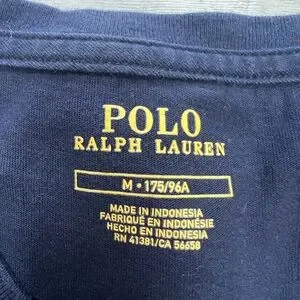 POLO
RALPH LAUREN
M • 175/96A
MADE IN INDONESIA
FABRIQUÉ EN INDONÉSIE
HECHO EN INDONESIA
RN 41381/CA 56658